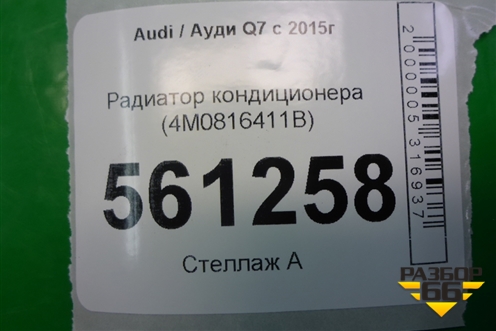 Audi / Ауди Q7 с 2015г
Радиатор кондиционера
(4M0816411B)
561258
Стеллаж А
2000005316937
РАЗБОР
66